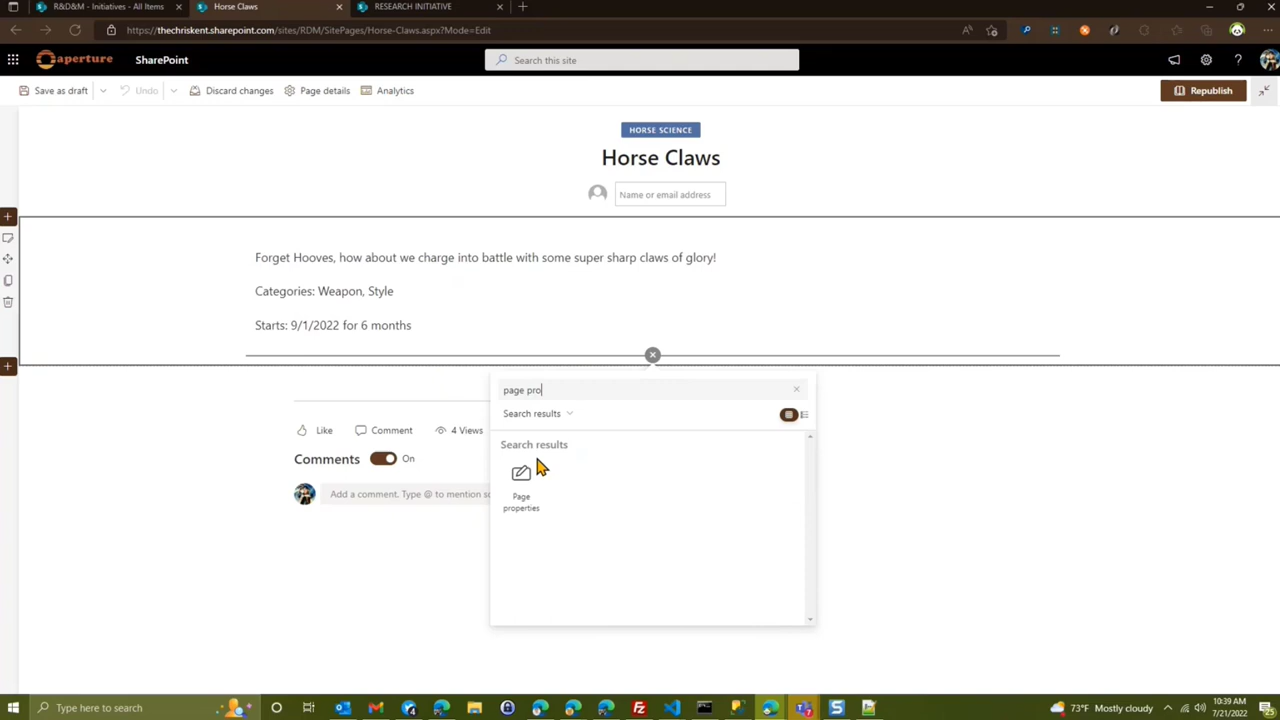 R&D&M - Initiatives - All Items
Horse Claws
RESEARCH INITIATIVE
https://thechriskent.sharepoint.com/sites/RDM/SitePages/Horse-Claws.aspx?Mode=Edit
aperture
SharePoint
Search this site
Save as draft
Undo
Discard changes
Page details
Analytics
Republish
HORSE SCIENCE
Horse Claws
Name or email address
Forget Hooves, how about we charge into battle with some super sharp claws of glory!
Categories: Weapon, Style
Starts: 9/1/2022 for 6 months
page pro
Search results
Search results
Page
properties
Like
Comment
4 Views
Comments
On
Add a comment. Type @ to mention
Type here to search
73°F Mostly cloudy
10:39 AM
7/21/2022